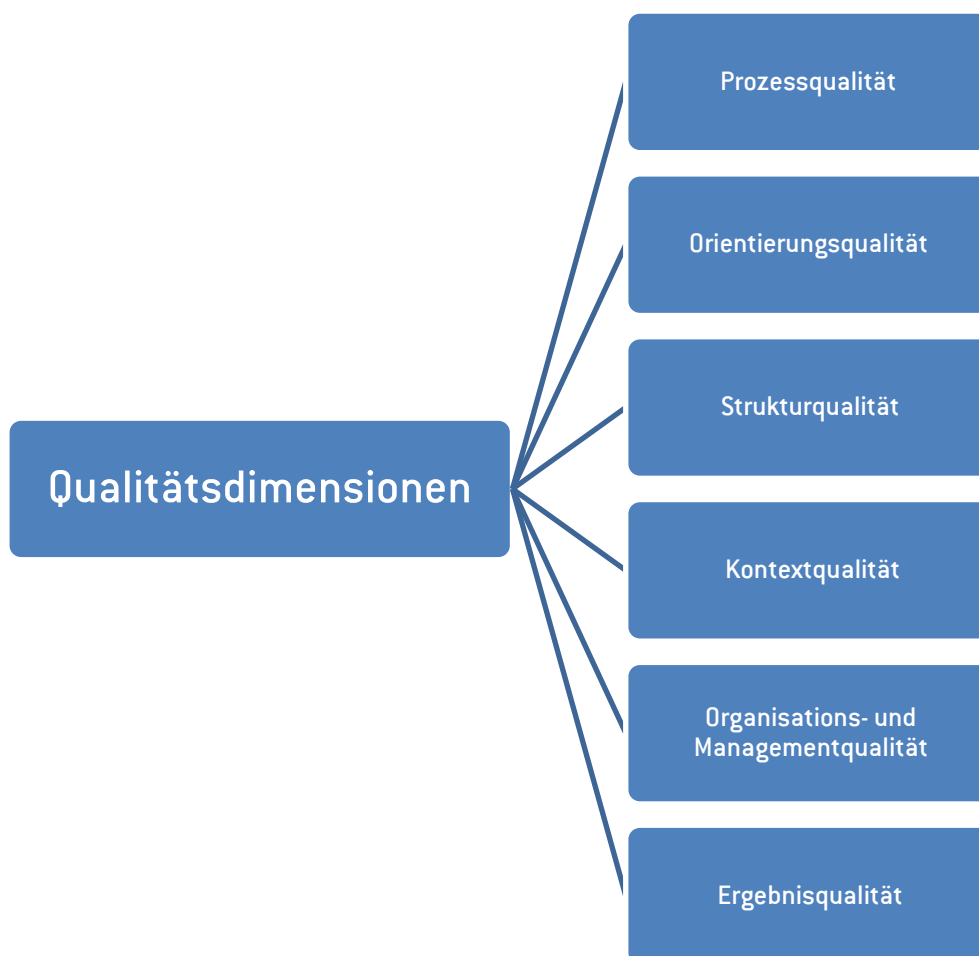 Qualitätsdimensionen
Prozessqualität
Orientierungsqualität
Strukturqualität
Kontextqualität
Organisations- und
Managementqualität
Ergebnisqualität